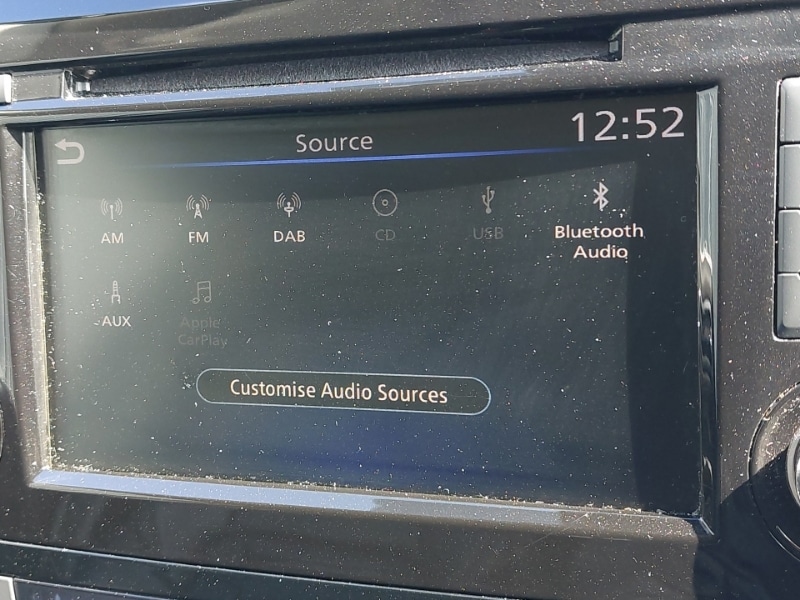 Source
12:52
AM
FM
DAB
CD
USB
Bluetooth
Audio
AUX
Apple
CarPlay
Customise Audio Sources